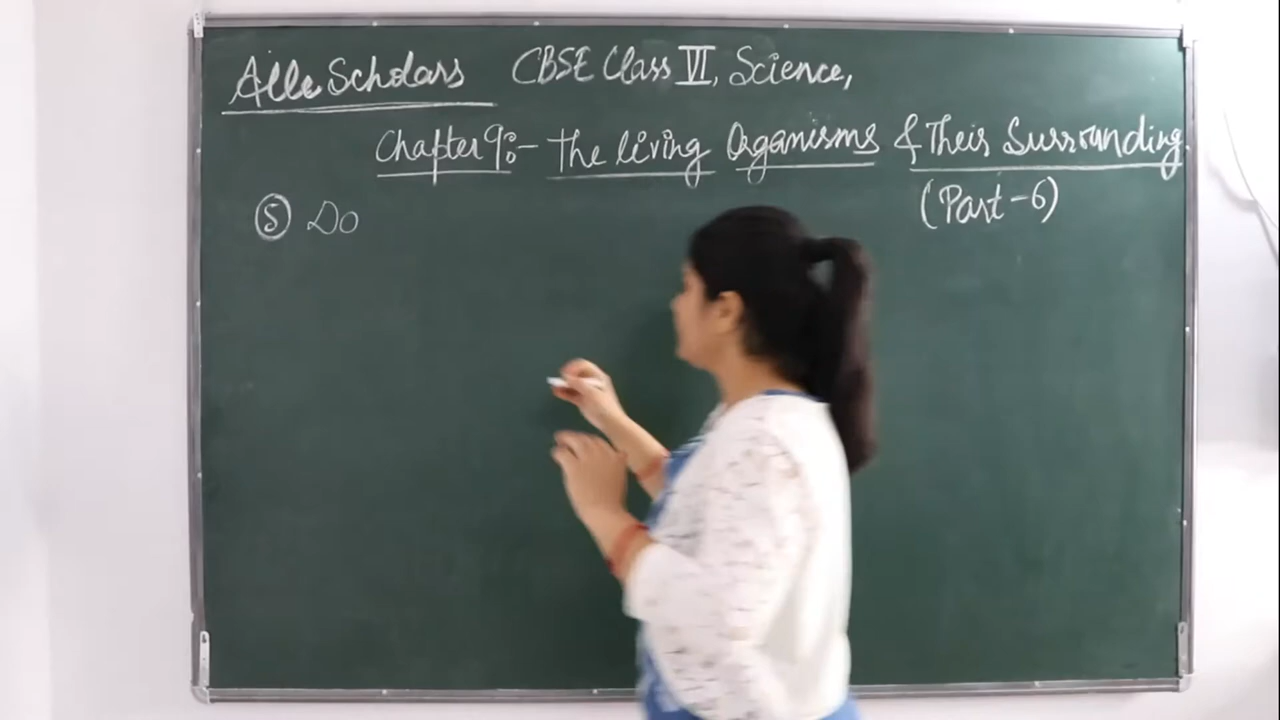 Alle Scholars CBSE Class VI, Science,
Chapter 9:- The living Organisms & Their Surrounding.
(Part-6)
⑤ Do